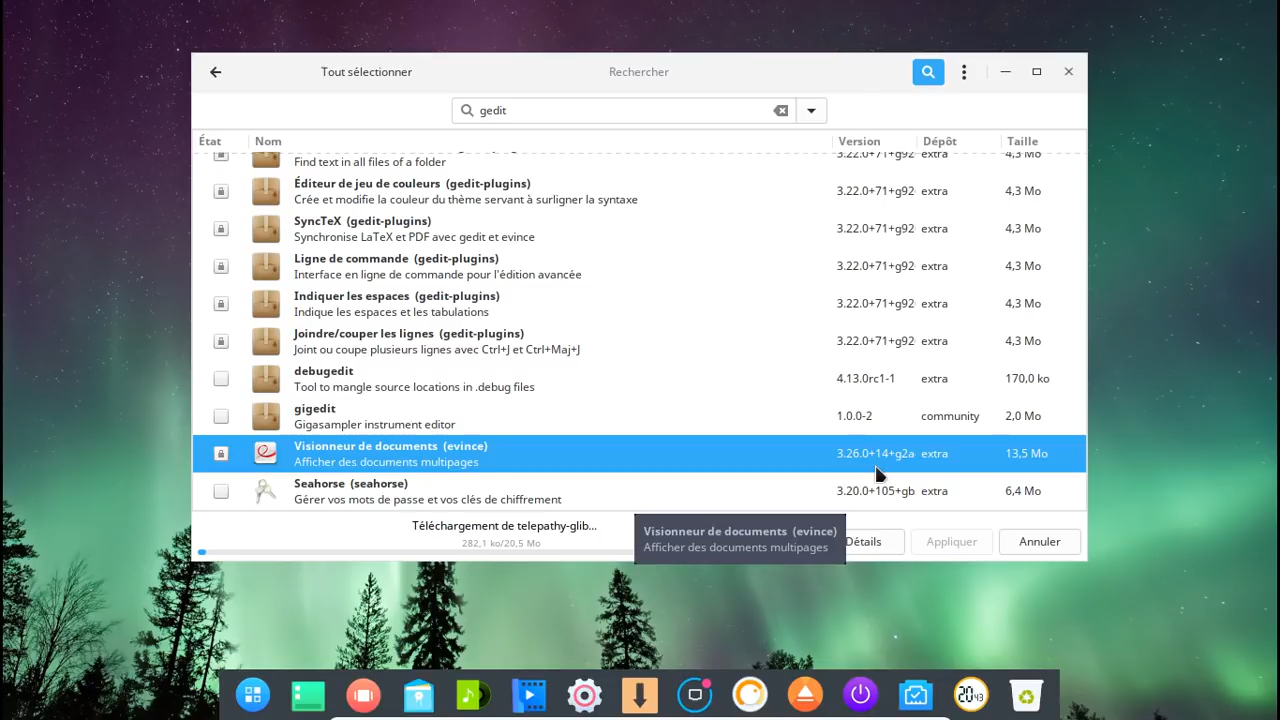 Tout sélectionner
Rechercher
gedit
État Nom Version Dépôt Taille
3.22.0+71+g92 extra 4,3 Mo
Find text in all files of a folder
Éditeur de jeu de couleurs (gedit-plugins)
Crée et modifie la couleur du thème servant à surligner la syntaxe
3.22.0+71+g92 extra 4,3 Mo
SyncTeX (gedit-plugins)
Synchronise LaTeX et PDF avec gedit et evince
3.22.0+71+g92 extra 4,3 Mo
Ligne de commande (gedit-plugins)
Interface en ligne de commande pour l'édition avancée
3.22.0+71+g92 extra 4,3 Mo
Indiquer les espaces (gedit-plugins)
Indique les espaces et les tabulations
3.22.0+71+g92 extra 4,3 Mo
Joindre/couper les lignes (gedit-plugins)
Joint ou coupe plusieurs lignes avec Ctrl+J et Ctrl+Maj+J
3.22.0+71+g92 extra 4,3 Mo
debugedit
Tool to mangle source locations in .debug files
4.13.0rc1-1 extra 170,0 ko
gigedit
Gigasampler instrument editor
1.0.0-2 community 2,0 Mo
Visionneur de documents (evince)
Afficher des documents multipages
3.26.0+14+g2a extra 13,5 Mo
Seahorse (seahorse)
Gérer vos mots de passe et vos clés de chiffrement
3.20.0+105+gb extra 6,4 Mo
Téléchargement de telepathy-glib...
282,1 ko/20,5 Mo
Visionneur de documents (evince)
Afficher des documents multipages
Détails
Appliquer
Annuler
20 43